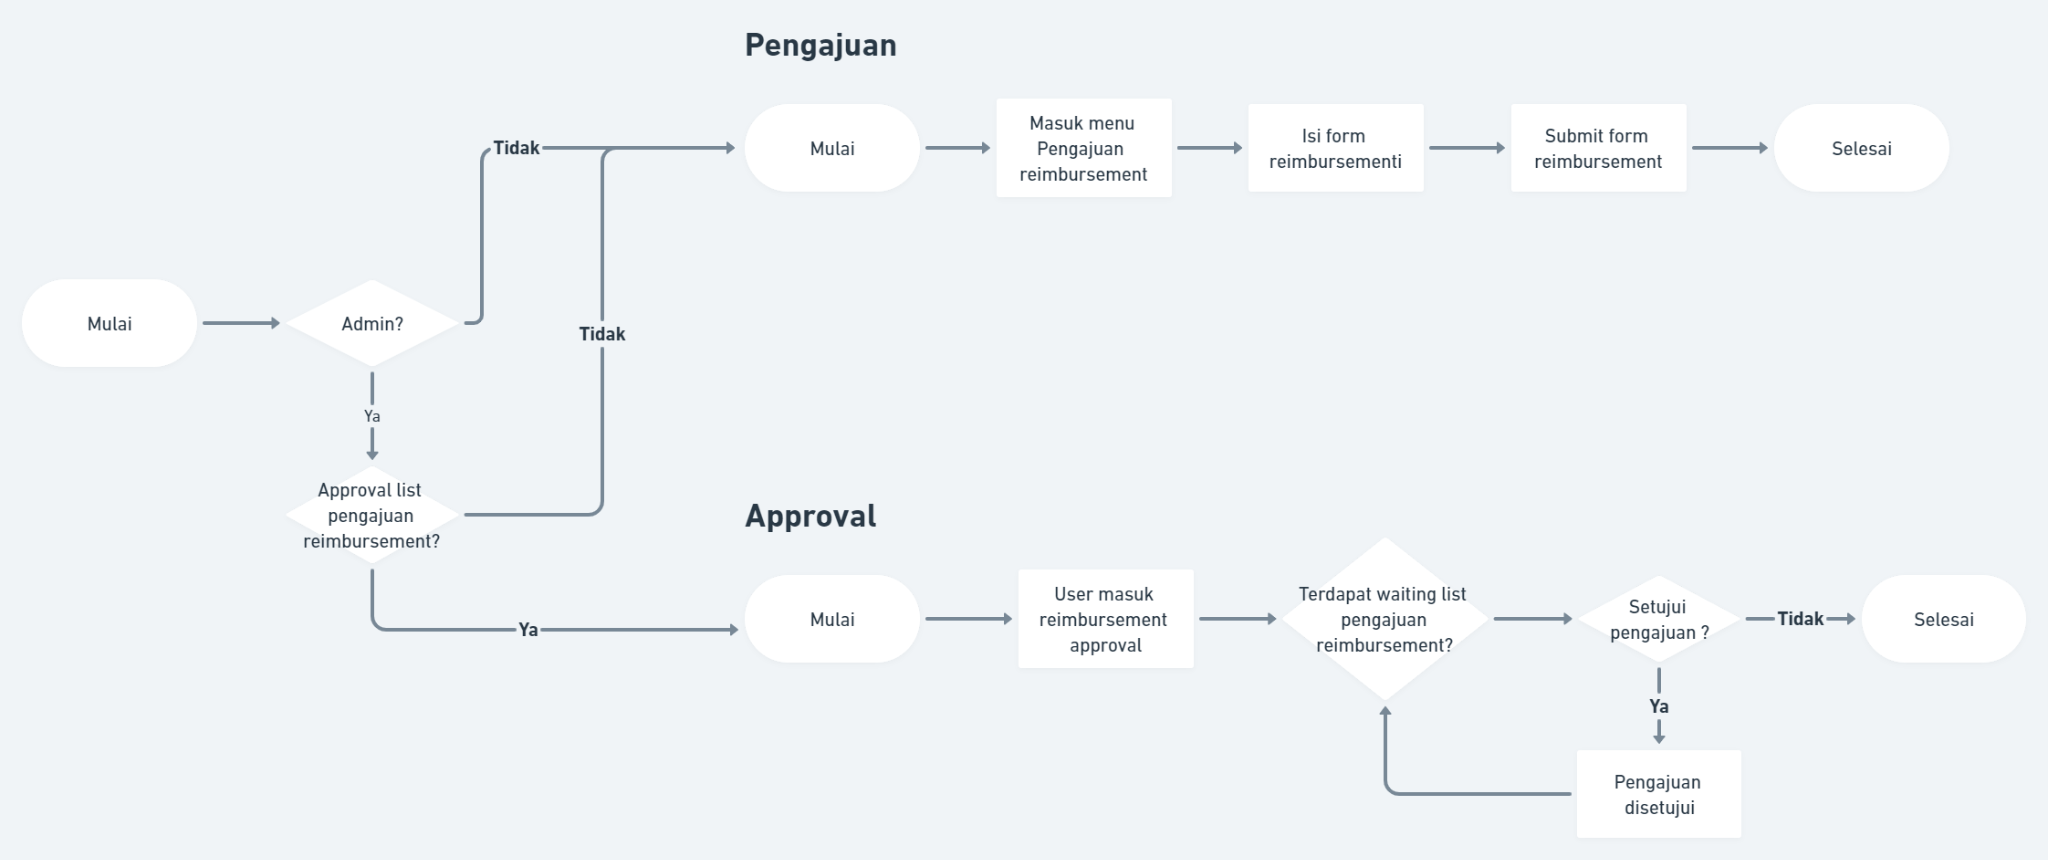 Pengajuan
Mulai
Masuk menu
Pengajuan
reimbursement
Isi form
reimbursementi
Submit form
reimbursement
Selesai
Tidak
Mulai
Admin?
Tidak
Ya
Approval list
pengajuan
reimbursement?
Ya
Approval
Mulai
User masuk
reimbursement
approval
Terdapat waiting list
pengajuan
reimbursement?
Setujui
pengajuan ?
Tidak
Selesai
Ya
Pengajuan
disetujui